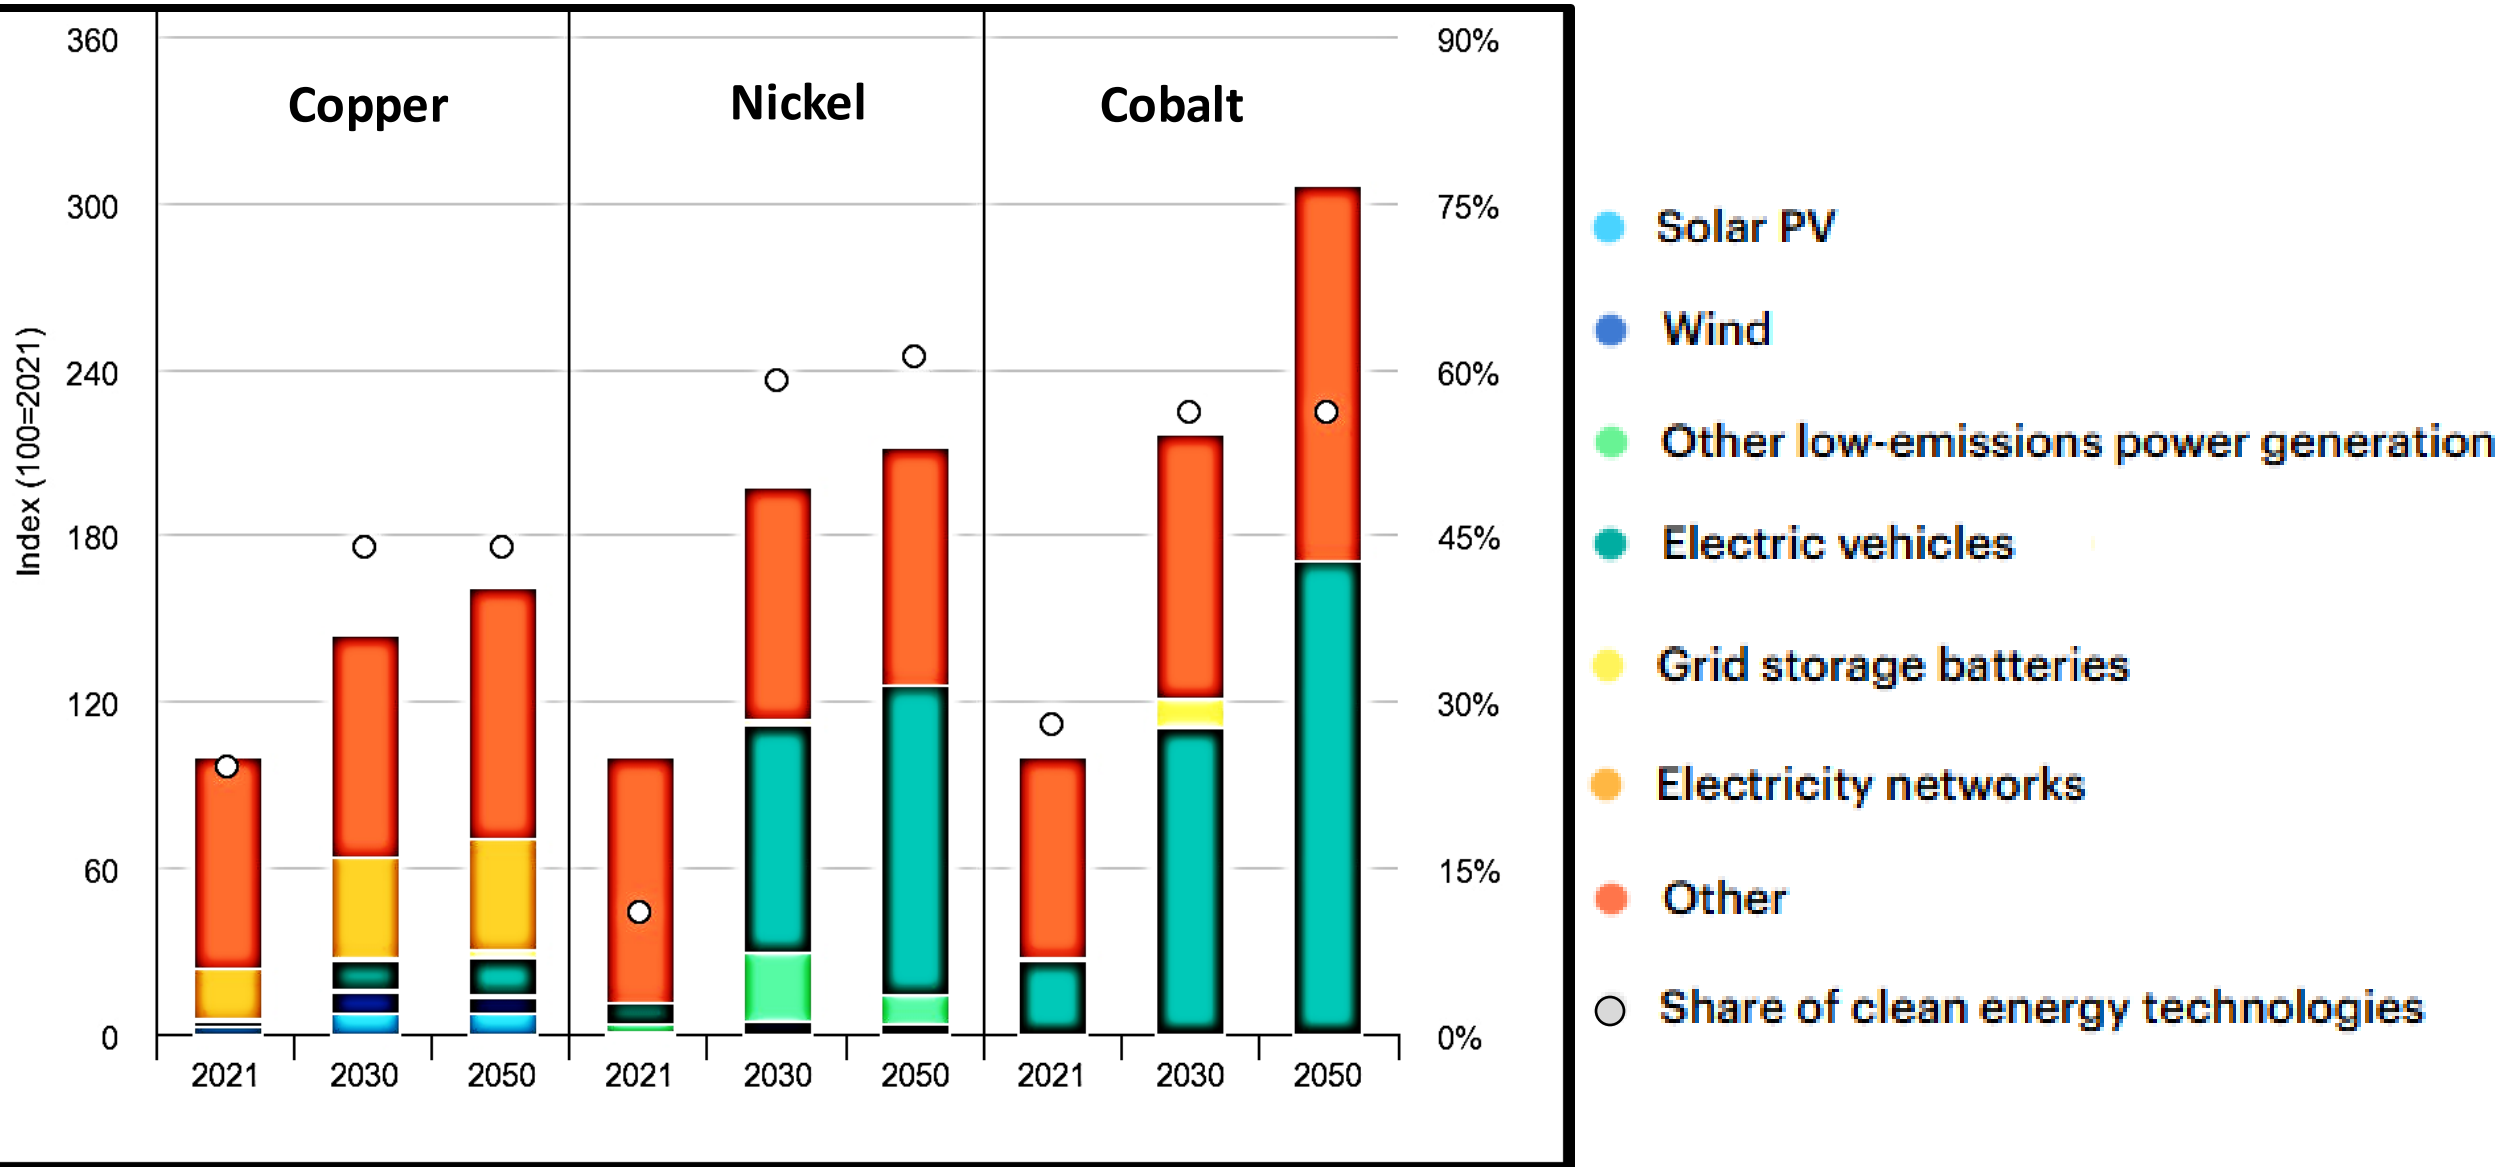 Copper Nickel Cobalt
Index (100=2021)
360 90%
300 75%
240 60%
180 45%
120 30%
60 15%
0 0%
2021 2030 2050 2021 2030 2050 2021 2030 2050
Solar PV
Wind
Other low-emissions power generation
Electric vehicles
Grid storage batteries
Electricity networks
Other
Share of clean energy technologies